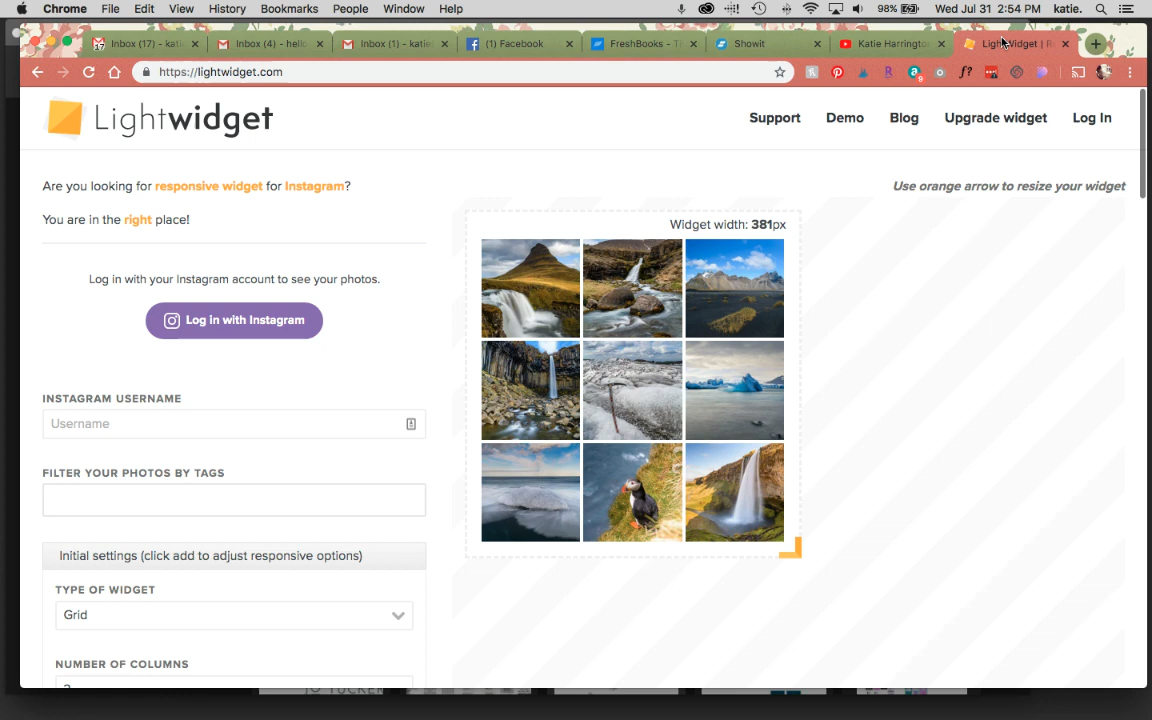 Chrome File Edit View History Bookmarks People Window Help 98% Wed Jul 31 2:54 PM katie.
17 Inbox (17) - kati Inbox (4) - hello Inbox (1) - katie (1) Facebook FreshBooks - Ti Showit Katie Harrington LightWidget | R
https://lightwidget.com
Lightwidget Support Demo Blog Upgrade widget Log In
Are you looking for responsive widget for Instagram? Use orange arrow to resize your widget
You are in the right place!
Widget width: 381px
Log in with your Instagram account to see your photos.
Log in with Instagram
INSTAGRAM USERNAME
Username
FILTER YOUR PHOTOS BY TAGS
Initial settings (click add to adjust responsive options)
TYPE OF WIDGET
Grid
NUMBER OF COLUMNS